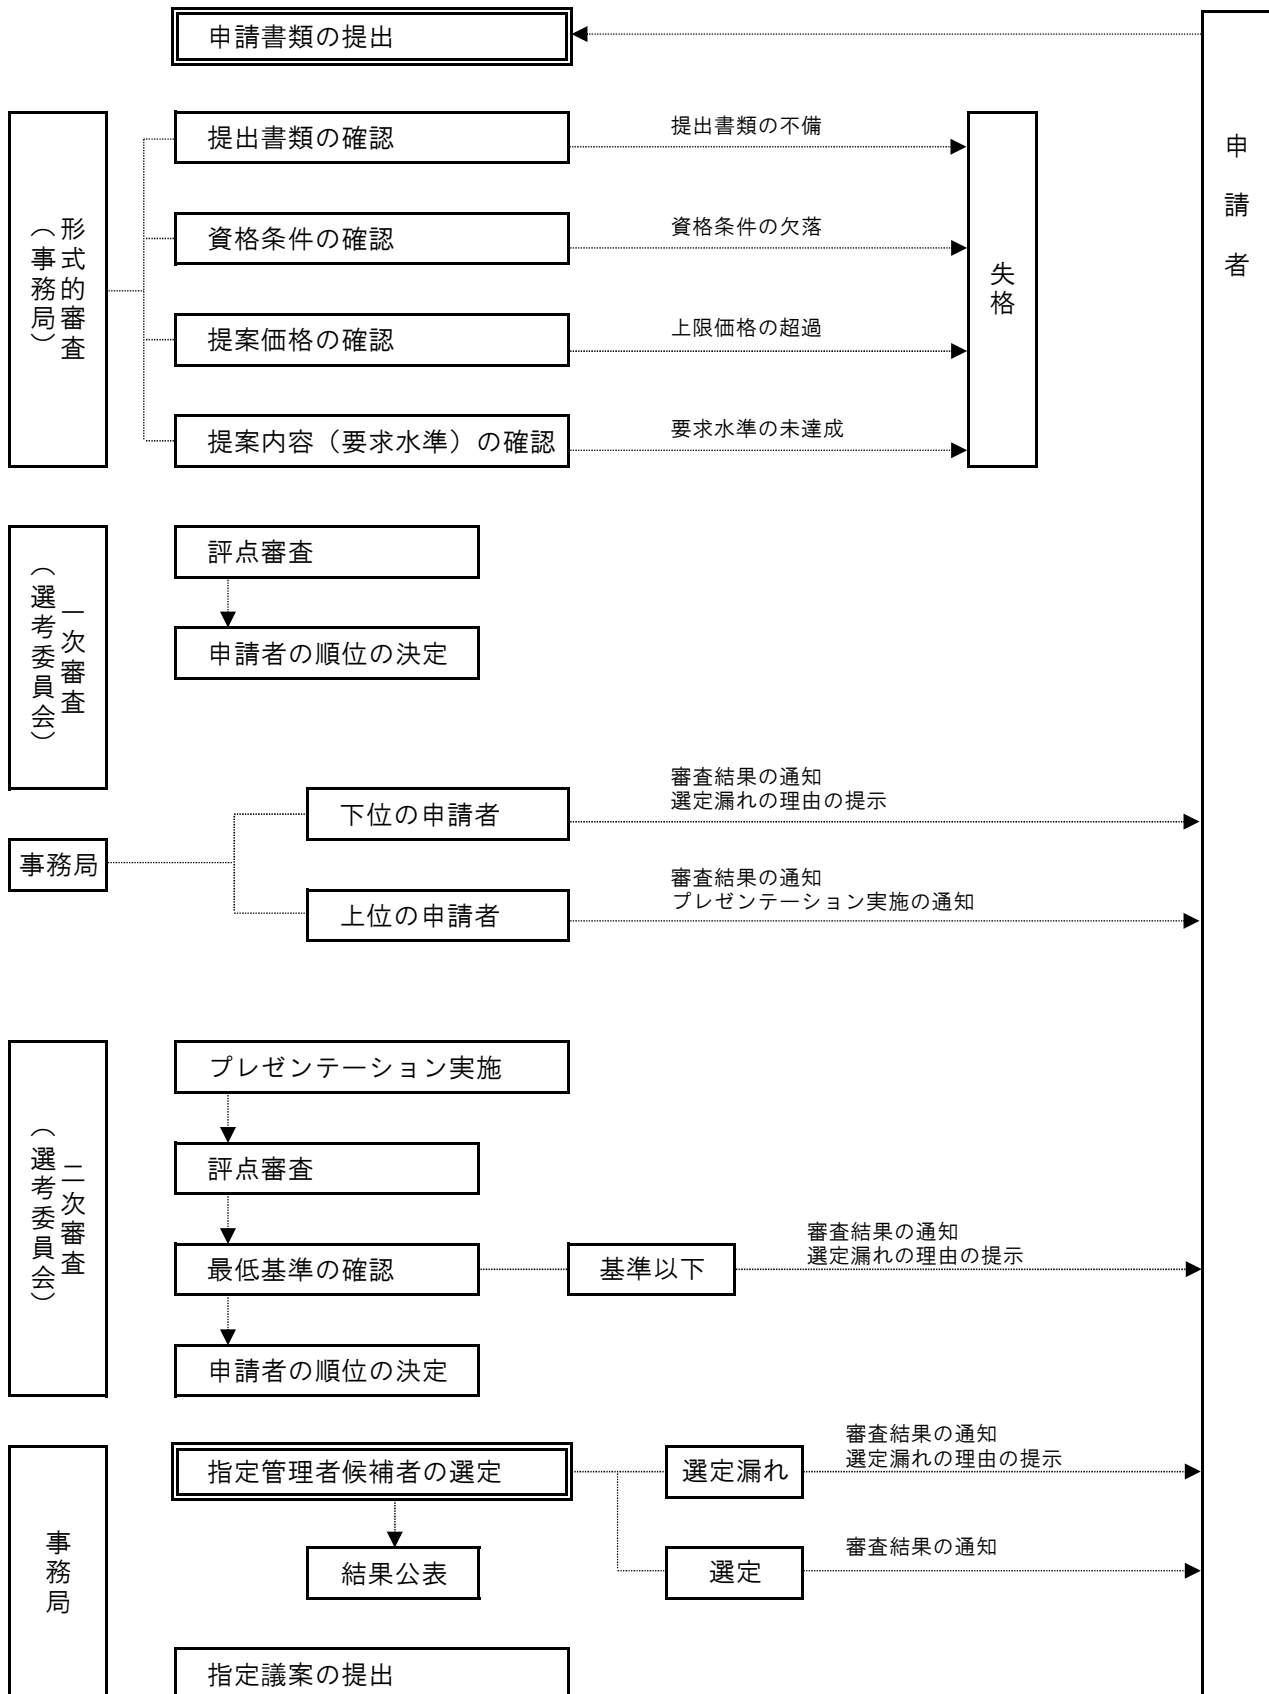 申請書類の提出
申請者
形式的審査
（事務局）
提出書類の確認
提出書類の不備
資格条件の確認
資格条件の欠落
提案価格の確認
上限価格の超過
提案内容（要求水準）の確認
要求水準の未達成
失格
一次審査
（選考委員会）
評点審査
申請者の順位の決定
事務局
下位の申請者
審査結果の通知
選定漏れの理由の提示
上位の申請者
審査結果の通知
プレゼンテーション実施の通知
二次審査
（選考委員会）
プレゼンテーション実施
評点審査
最低基準の確認
基準以下
審査結果の通知
選定漏れの理由の提示
申請者の順位の決定
事務局
指定管理者候補者の選定
選定漏れ
審査結果の通知
選定漏れの理由の提示
結果公表
選定
審査結果の通知
指定議案の提出